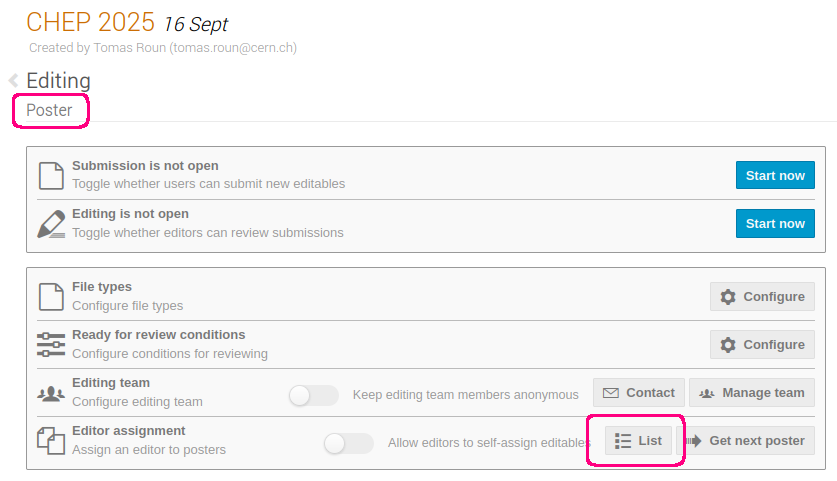 CHEP 2025 16 Sept
Created by Tomas Roun (tomas.roun@cern.ch)
Editing
Poster
Submission is not open
Toggle whether users can submit new editables
Start now
Editing is not open
Toggle whether editors can review submissions
Start now
File types
Configure file types
Configure
Ready for review conditions
Configure conditions for reviewing
Configure
Editing team
Configure editing team
Keep editing team members anonymous
Contact
Manage team
Editor assignment
Assign an editor to posters
Allow editors to self-assign editables
List
Get next poster